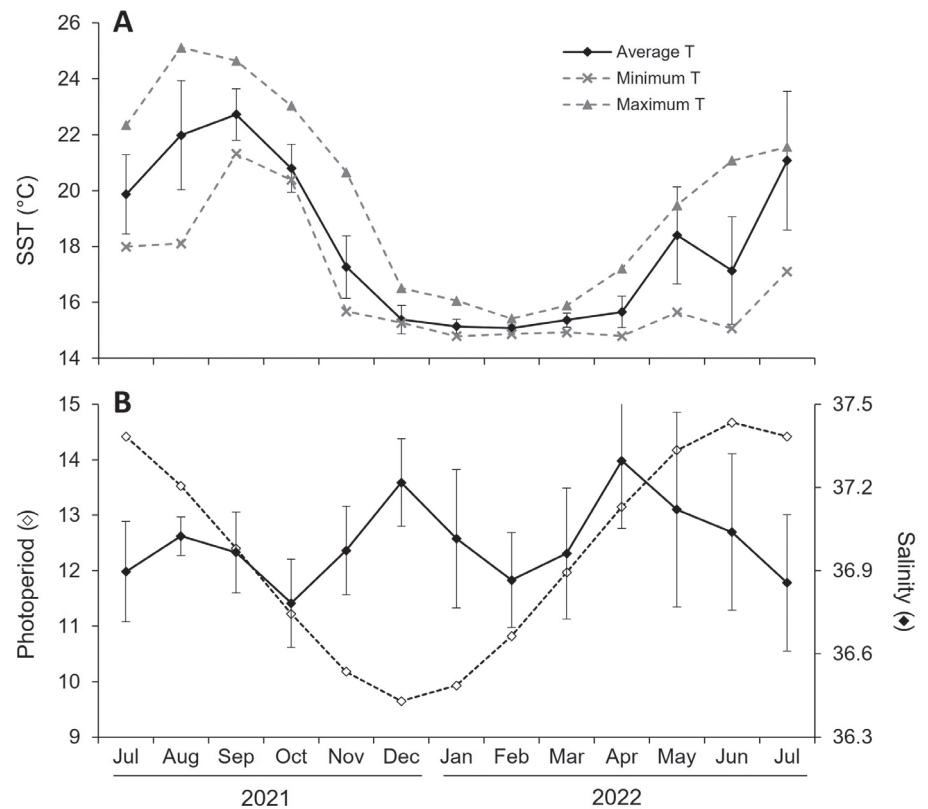 A
26
24
22
20
18
16
14
SST (°C)
Average T
Minimum T
Maximum T
B
15
14
13
12
11
10
9
Photoperiod (◇)
37.5
37.2
36.9
36.6
36.3
Salinity (◆)
Jul Aug Sep Oct Nov Dec Jan Feb Mar Apr May Jun Jul
2021 2022